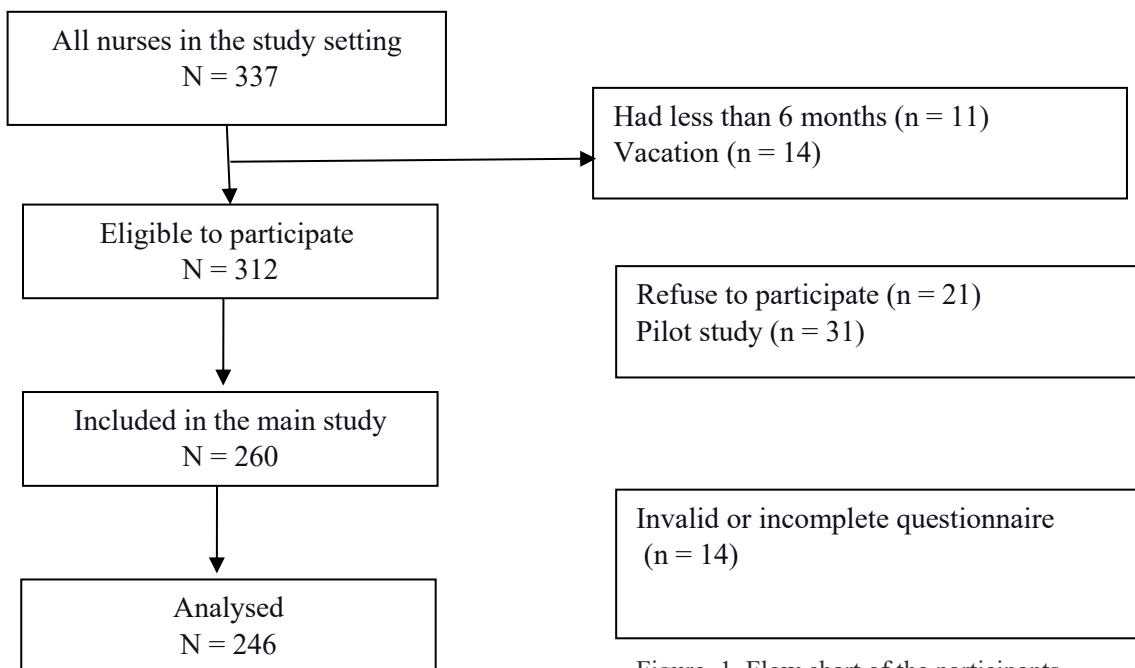 All nurses in the study setting
N = 337
Had less than 6 months (n = 11)
Vacation (n = 14)
Eligible to participate
N = 312
Refuse to participate (n = 21)
Pilot study (n = 31)
Included in the main study
N = 260
Invalid or incomplete questionnaire
(n = 14)
Analysed
N = 246
Figure. 1. Flow chart of the participants